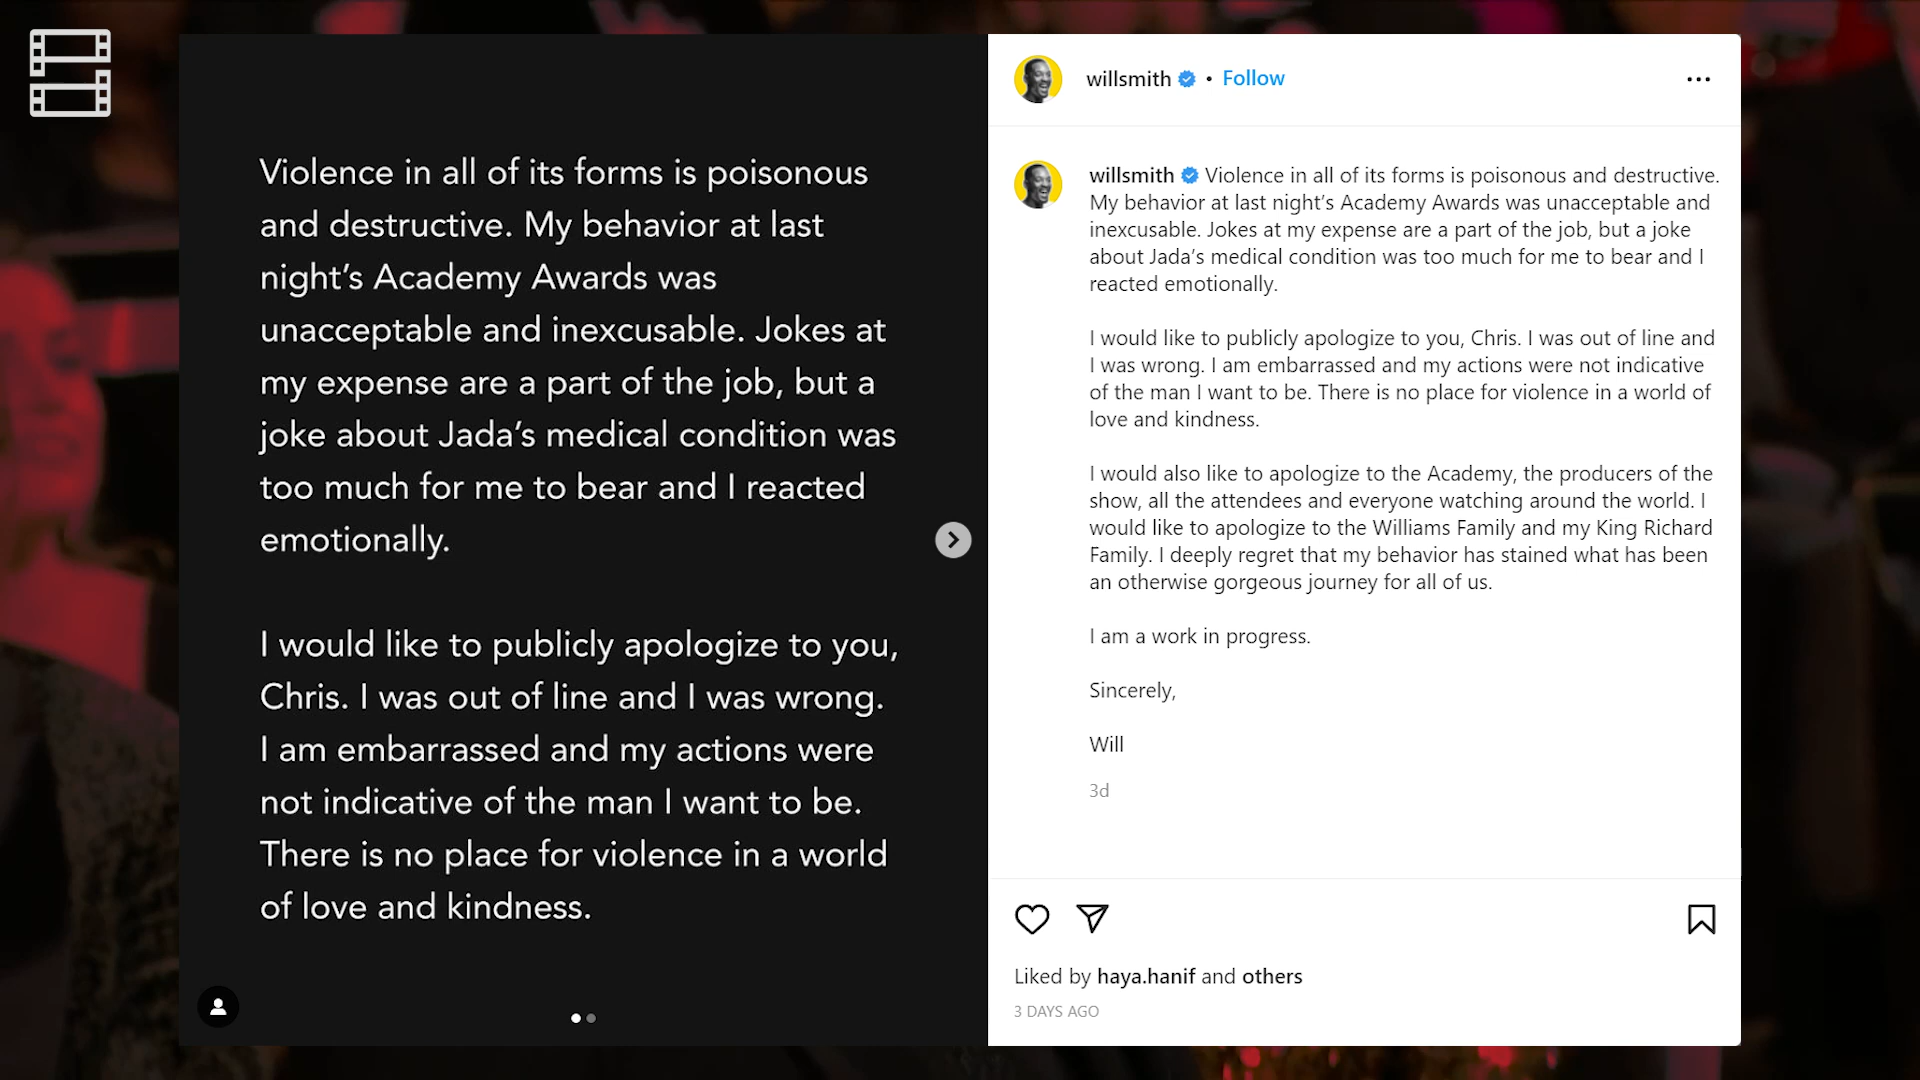 Violence in all of its forms is poisonous
and destructive. My behavior at last
night’s Academy Awards was
unacceptable and inexcusable. Jokes at
my expense are a part of the job, but a
joke about Jada’s medical condition was
too much for me to bear and I reacted
emotionally.
I would like to publicly apologize to you,
Chris. I was out of line and I was wrong.
I am embarrassed and my actions were
not indicative of the man I want to be.
There is no place for violence in a world
of love and kindness.
willsmith • Follow
willsmith Violence in all of its forms is poisonous and destructive.
My behavior at last night’s Academy Awards was unacceptable and
inexcusable. Jokes at my expense are a part of the job, but a joke
about Jada’s medical condition was too much for me to bear and I
reacted emotionally.
I would like to publicly apologize to you, Chris. I was out of line and
I was wrong. I am embarrassed and my actions were not indicative
of the man I want to be. There is no place for violence in a world of
love and kindness.
I would also like to apologize to the Academy, the producers of the
show, all the attendees and everyone watching around the world. I
would like to apologize to the Williams Family and my King Richard
Family. I deeply regret that my behavior has stained what has been
an otherwise gorgeous journey for all of us.
I am a work in progress.
Sincerely,
Will
3d
Liked by haya.hanif and others
3 DAYS AGO